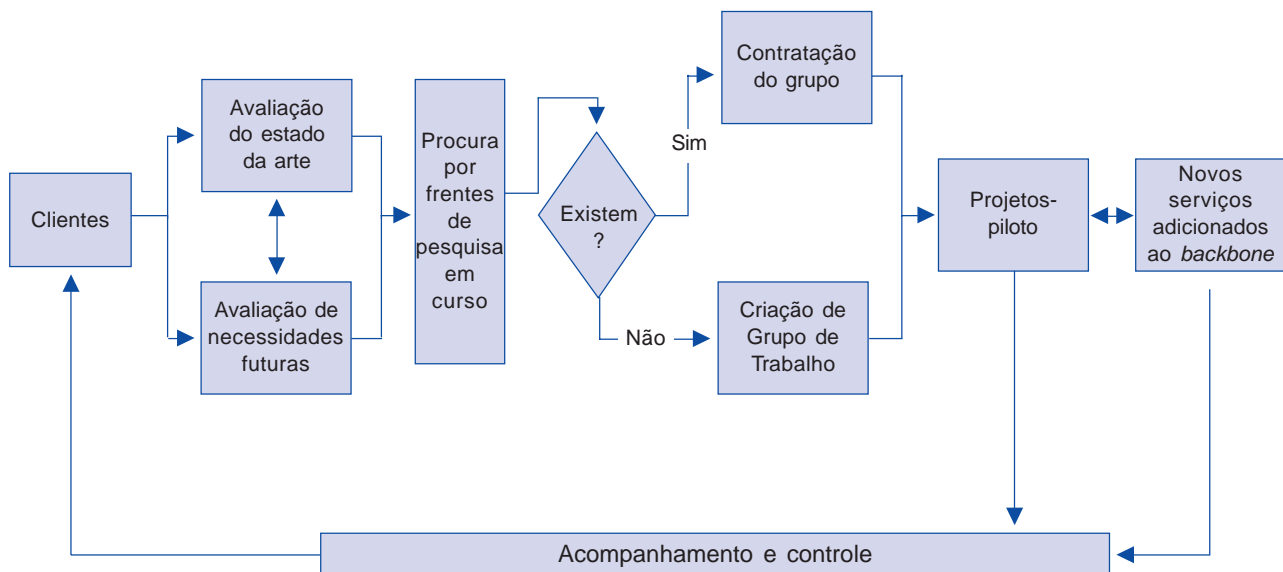 Clientes
Avaliação
do estado
da arte
Avaliação de
necessidades
futuras
Procura
por
frentes
de
pesquisa
em
curso
Existem
?
Sim
Não
Contratação
do grupo
Criação de
Grupo de
Trabalho
Projetos-
piloto
Novos
serviços
adicionados
ao backbone
Acompanhamento e controle